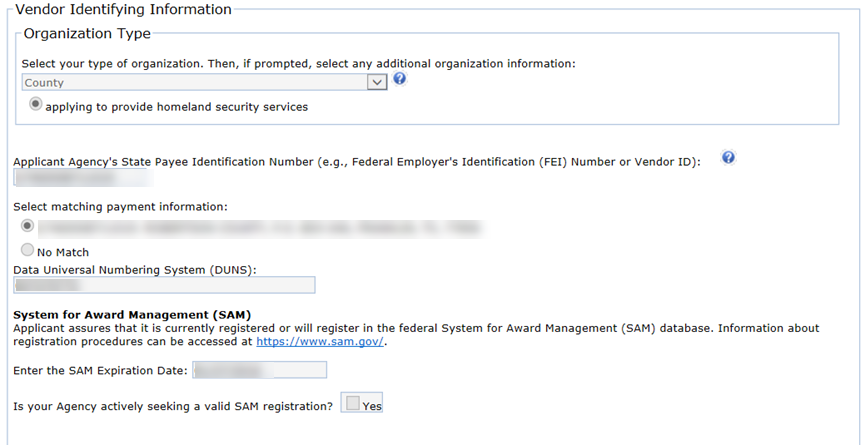 Vendor Identifying Information
Organization Type
Select your type of organization. Then, if prompted, select any additional organization information:
County
applying to provide homeland security services
Applicant Agency's State Payee Identification Number (e.g., Federal Employer's Identification (FEI) Number or Vendor ID):
Select matching payment information:
No Match
Data Universal Numbering System (DUNS):
System for Award Management (SAM)
Applicant assures that it is currently registered or will register in the federal System for Award Management (SAM) database. Information about
registration procedures can be accessed at https://www.sam.gov/.
Enter the SAM Expiration Date:
Is your Agency actively seeking a valid SAM registration? Yes